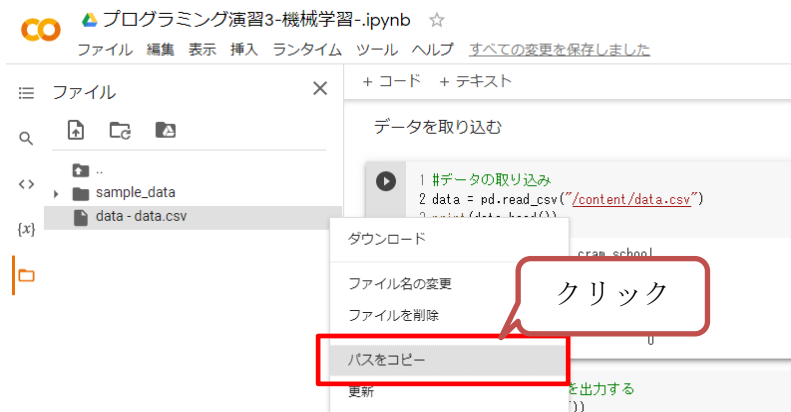 プログラミング演習3-機械学習-.ipynb
ファイル 編集 表示 挿入 ランタイム ツール ヘルプ すべての変更を保存しました
ファイル
+ コード + テキスト
データを取り込む
..
sample_data
data - data.csv
{x}
1 #データの取り込み
2 data = pd.read_csv("/content/data.csv")
3 print(data.head())
cram_school
0
ダウンロード
ファイル名の変更
ファイルを削除
パスをコピー
更新
クリック
を出力する
))